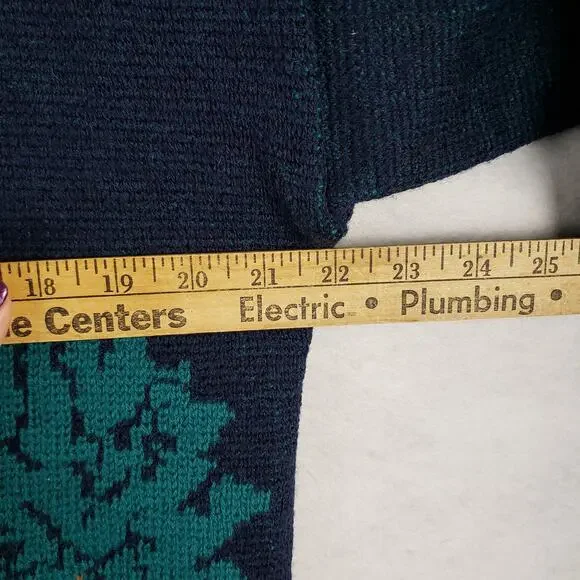 18 19 20 21 22 23 24 25
e Centers Electric • Plumbing •